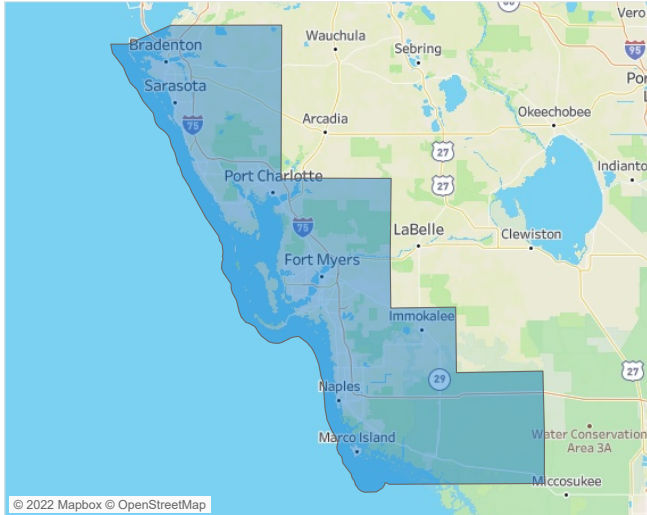 66
Vero
Bradenton
Wauchula
Sebring
95
Sarasota
Okeechobee
Arcadia
75
27
Indianto
Port Charlotte
27
75
LaBelle
Clewiston
Fort Myers
Immokalee
29
27
Naples
Marco Island
Water Conservation
Area 3A
Miccosukee
© 2022 Mapbox © OpenStreetMap